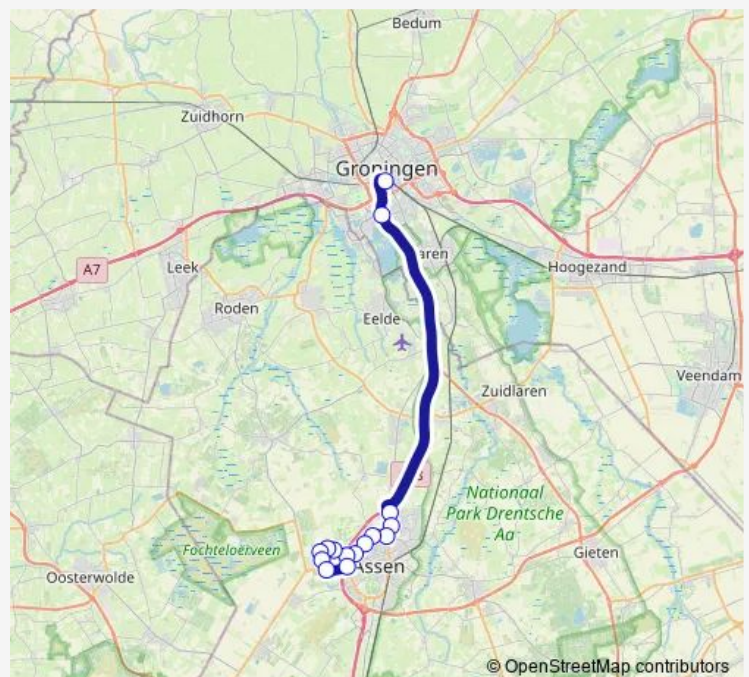 Bedum
Zuidhorn
Groningen
A7
Leek
aren
Hoogezand
Roden
Eelde
Veendam
Zuidlaren
Nationaal
Park Drentsche
Aa
Fochteloërveen
Gieten
Oosterwolde
Assen
© OpenStreetMap contributors